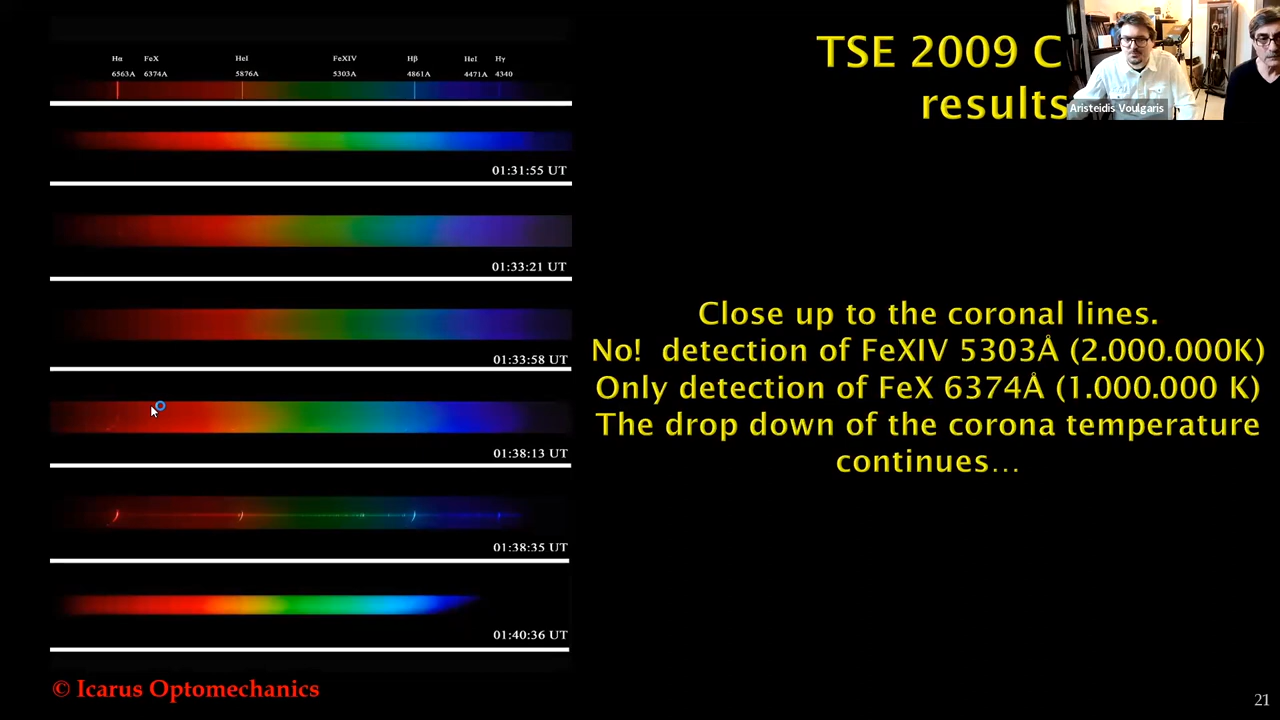 Hα FeX HeI FeXIV Hβ HeI Hγ
6563A 6374A 5876A 5303A 4861A 4471A 4340
01:31:55 UT
01:33:21 UT
01:33:58 UT
01:38:13 UT
01:38:35 UT
01:40:36 UT
TSE 2009 C
results
Aristeidis Voulgaris
Close up to the coronal lines.
No! detection of FeXIV 5303Å (2.000.000K)
Only detection of FeX 6374Å (1.000.000 K)
The drop down of the corona temperature
continues…
© Icarus Optomechanics
21